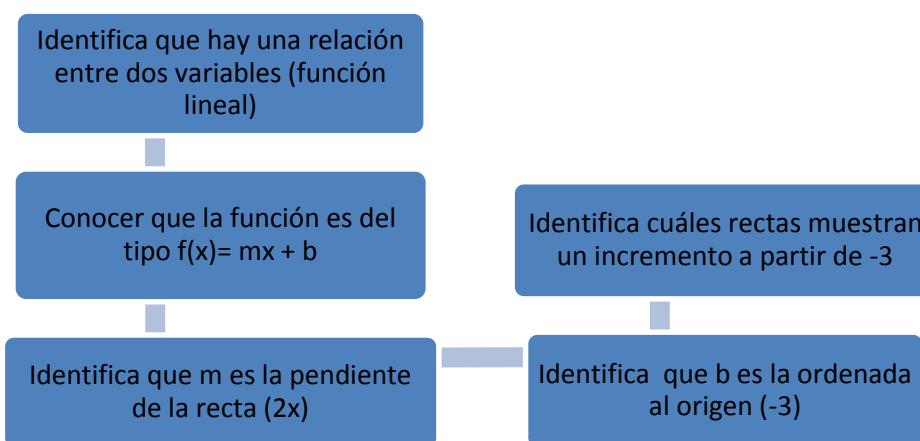 Identifica que hay una relación
entre dos variables (función
lineal)
Conocer que la función es del
tipo f(x)= mx + b
Identifica que m es la pendiente
de la recta (2x)
Identifica que b es la ordenada
al origen (-3)
Identifica cuáles rectas muestran
un incremento a partir de -3